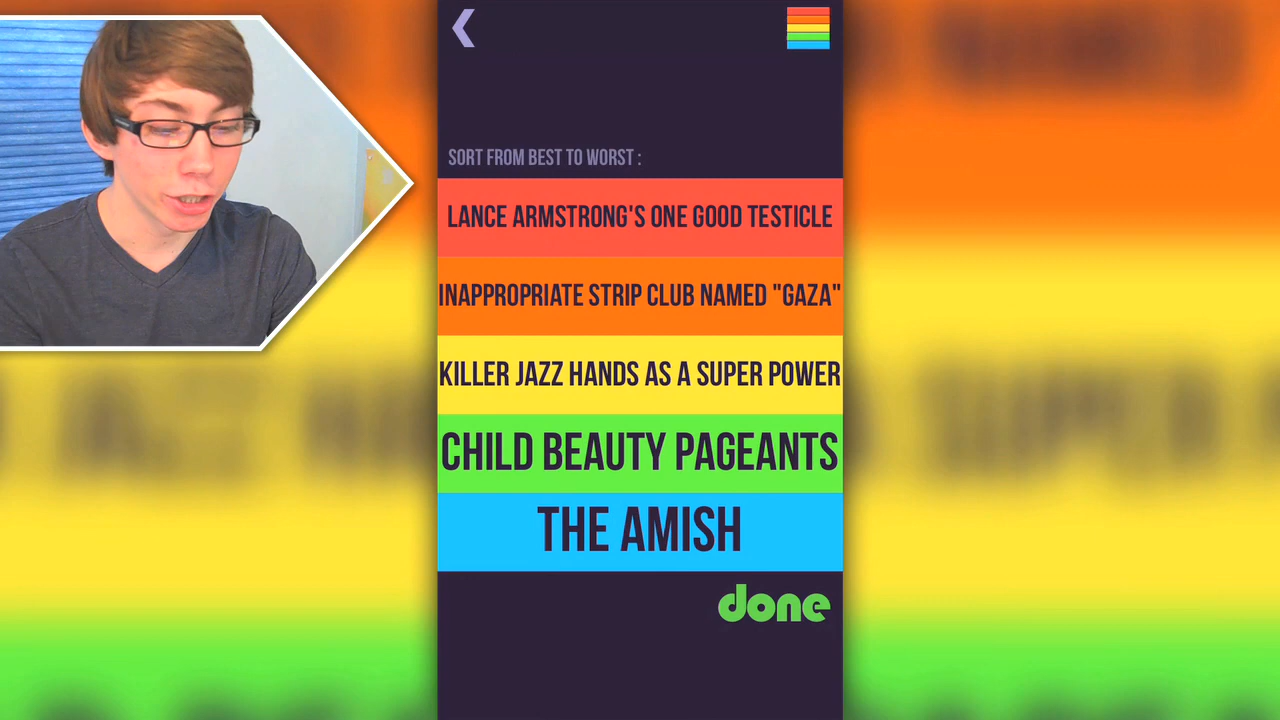 SORT FROM BEST TO WORST :
LANCE ARMSTRONG'S ONE GOOD TESTICLE
INAPPROPRIATE STRIP CLUB NAMED "GAZA"
KILLER JAZZ HANDS AS A SUPER POWER
CHILD BEAUTY PAGEANTS
THE AMISH
done